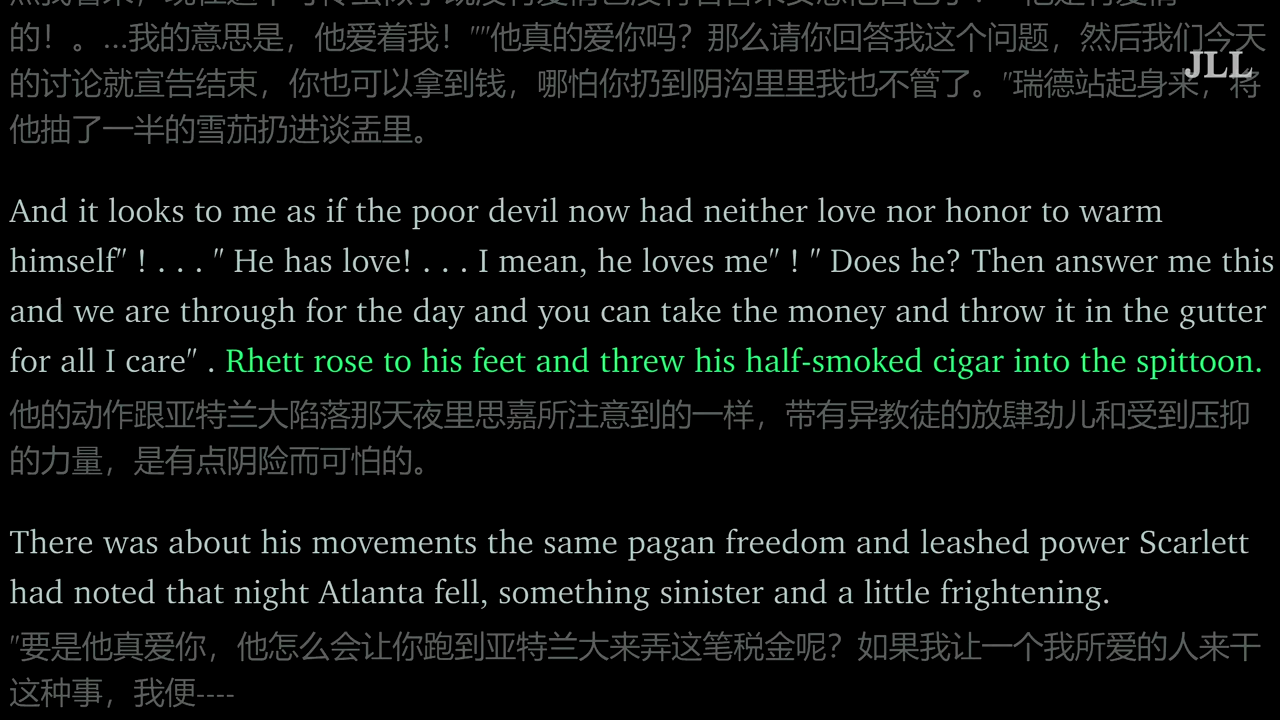 的！。…我的意思是，他爱着我！""他真的爱你吗？那么请你回答我这个问题，然后我们今天
JLL
的讨论就宣告结束，你也可以拿到钱，哪怕你扔到阴沟里里我也不管了。"瑞德站起身来，将
他抽了一半的雪茄扔进谈盂里。
And it looks to me as if the poor devil now had neither love nor honor to warm
himself" ! . . . " He has love! . . . I mean, he loves me" ! " Does he? Then answer me this
and we are through for the day and you can take the money and throw it in the gutter
for all I care" . Rhett rose to his feet and threw his half-smoked cigar into the spittoon.
他的动作跟亚特兰大陷落那天夜里思嘉所注意到的一样，带有异教徒的放肆劲儿和受到压抑
的力量，是有点阴险而可怕的。
There was about his movements the same pagan freedom and leashed power Scarlett
had noted that night Atlanta fell, something sinister and a little frightening.
"要是他真爱你，他怎么会让你跑到亚特兰大来弄这笔税金呢？如果我让一个我所爱的人来干
这种事，我便----